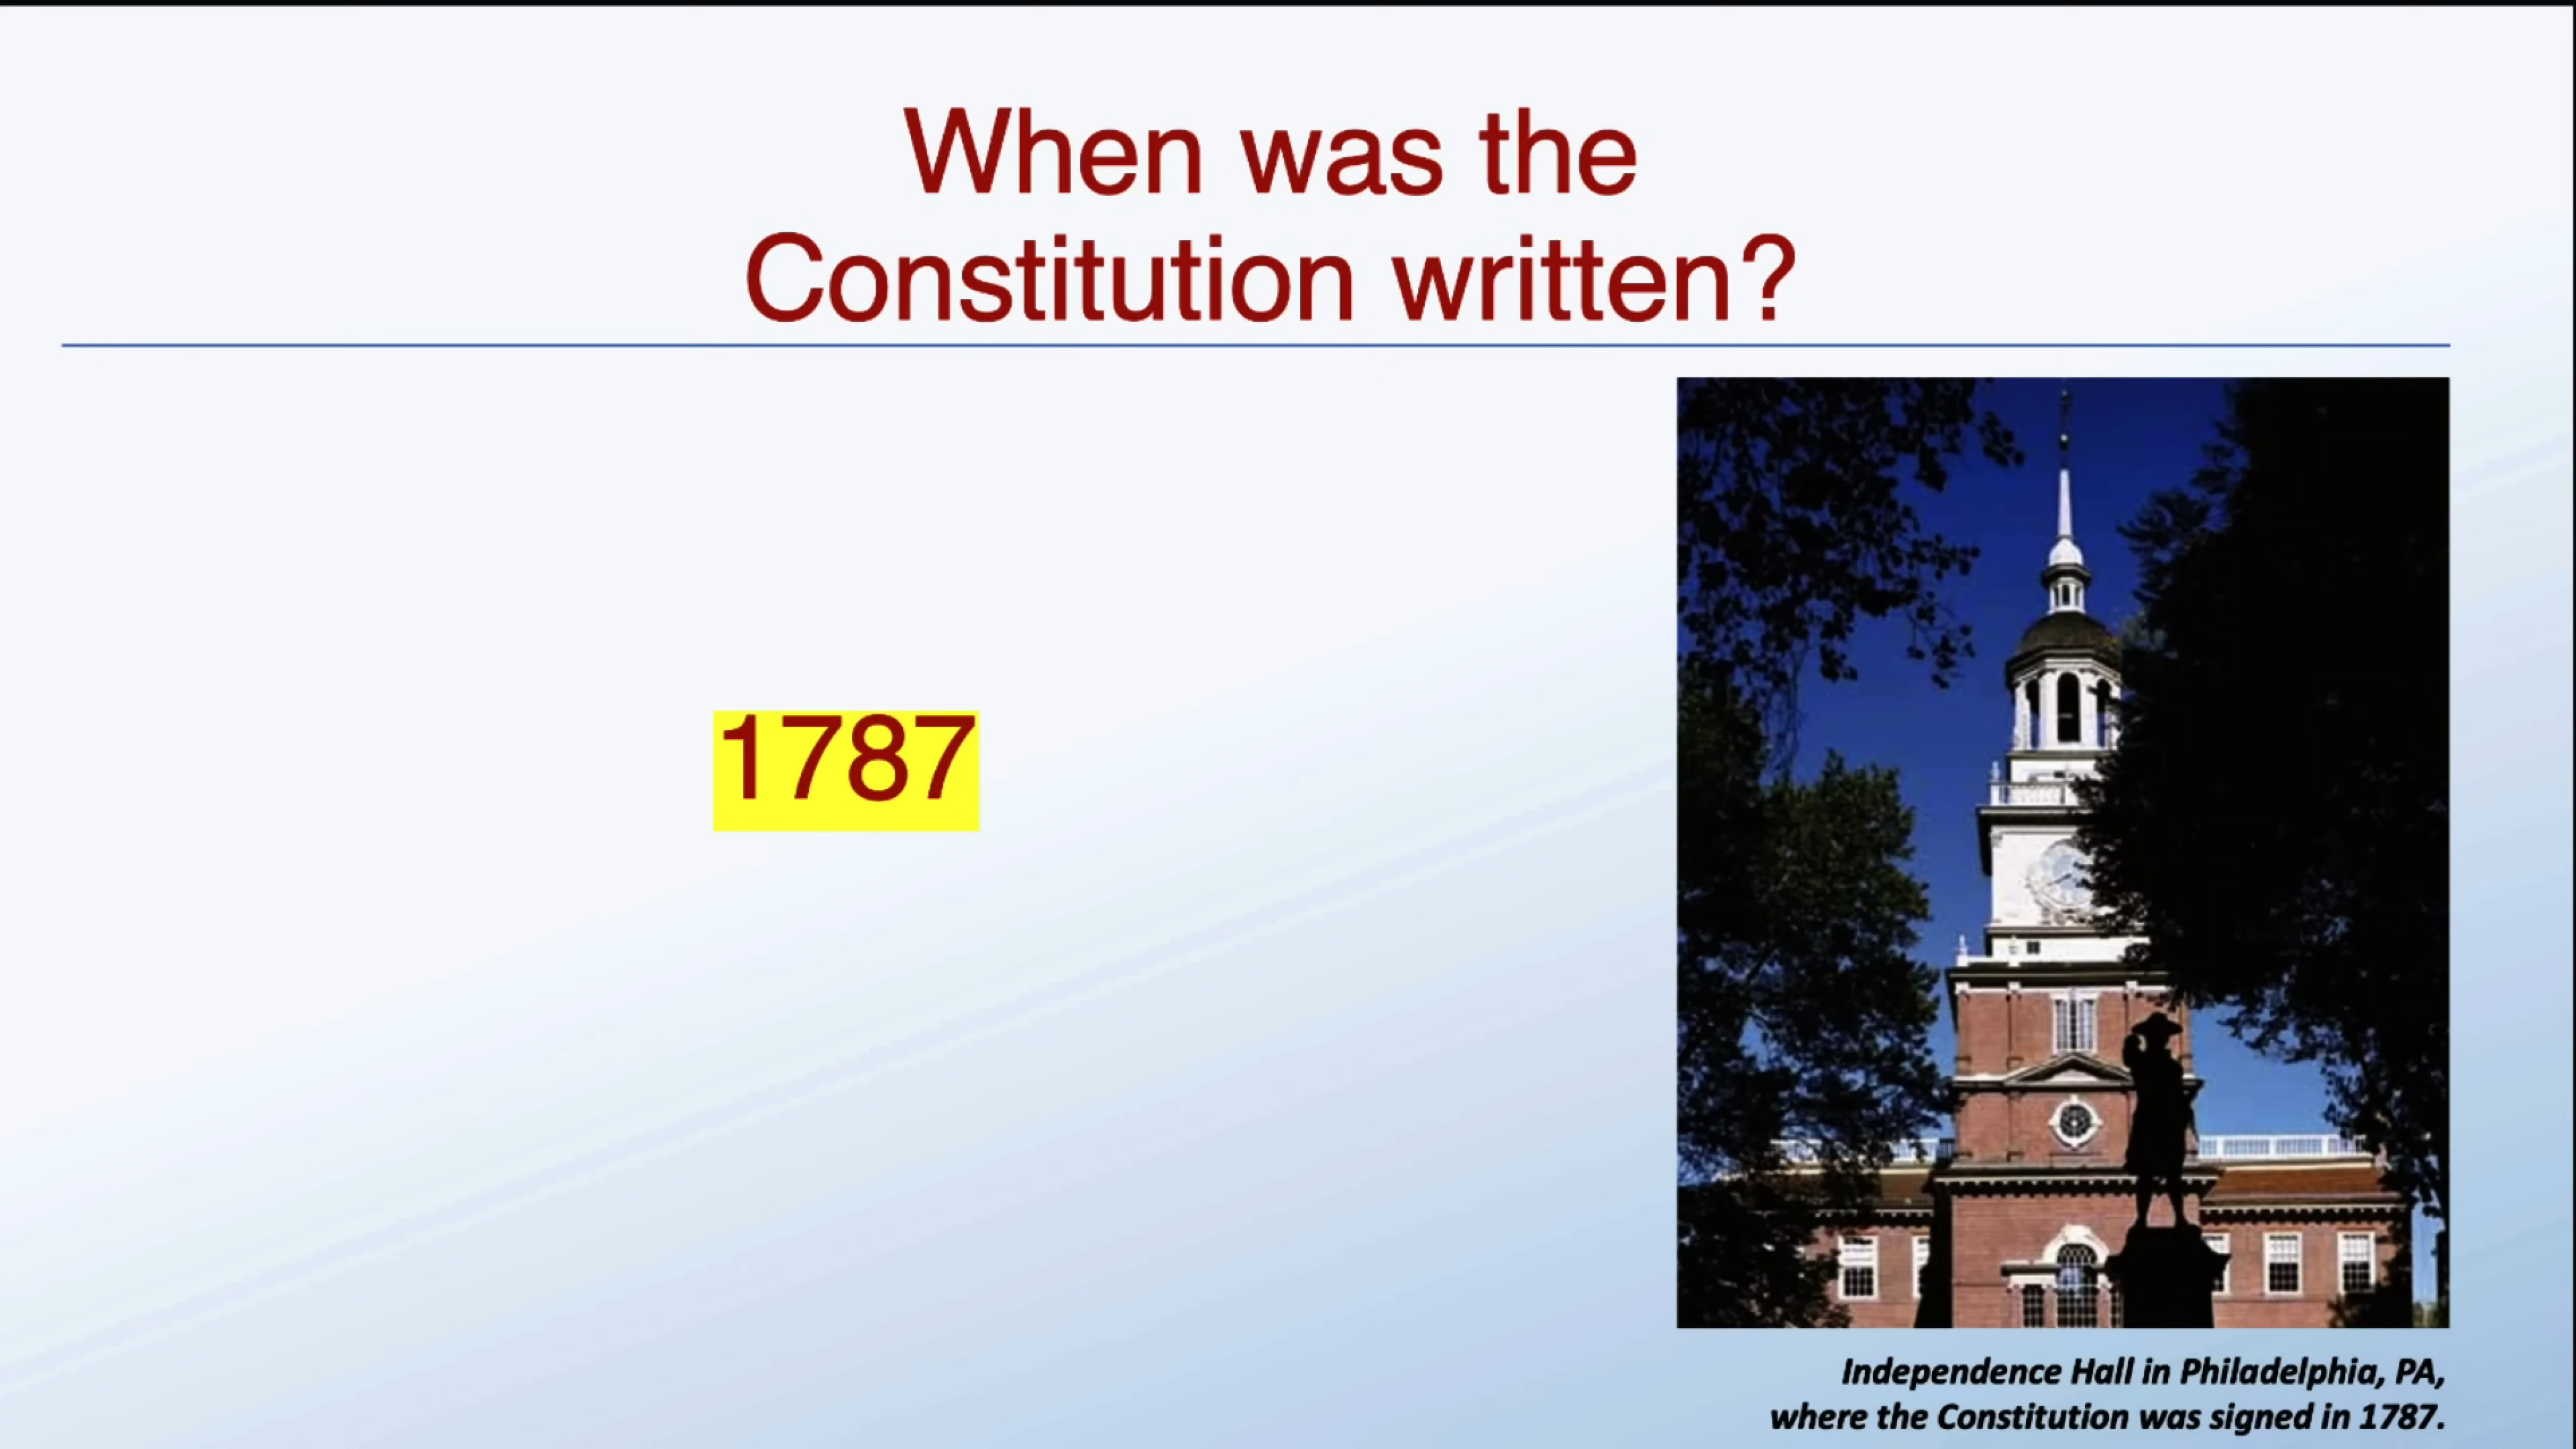 When was the
Constitution written?
1787
Independence Hall in Philadelphia, PA,
where the Constitution was signed in 1787.